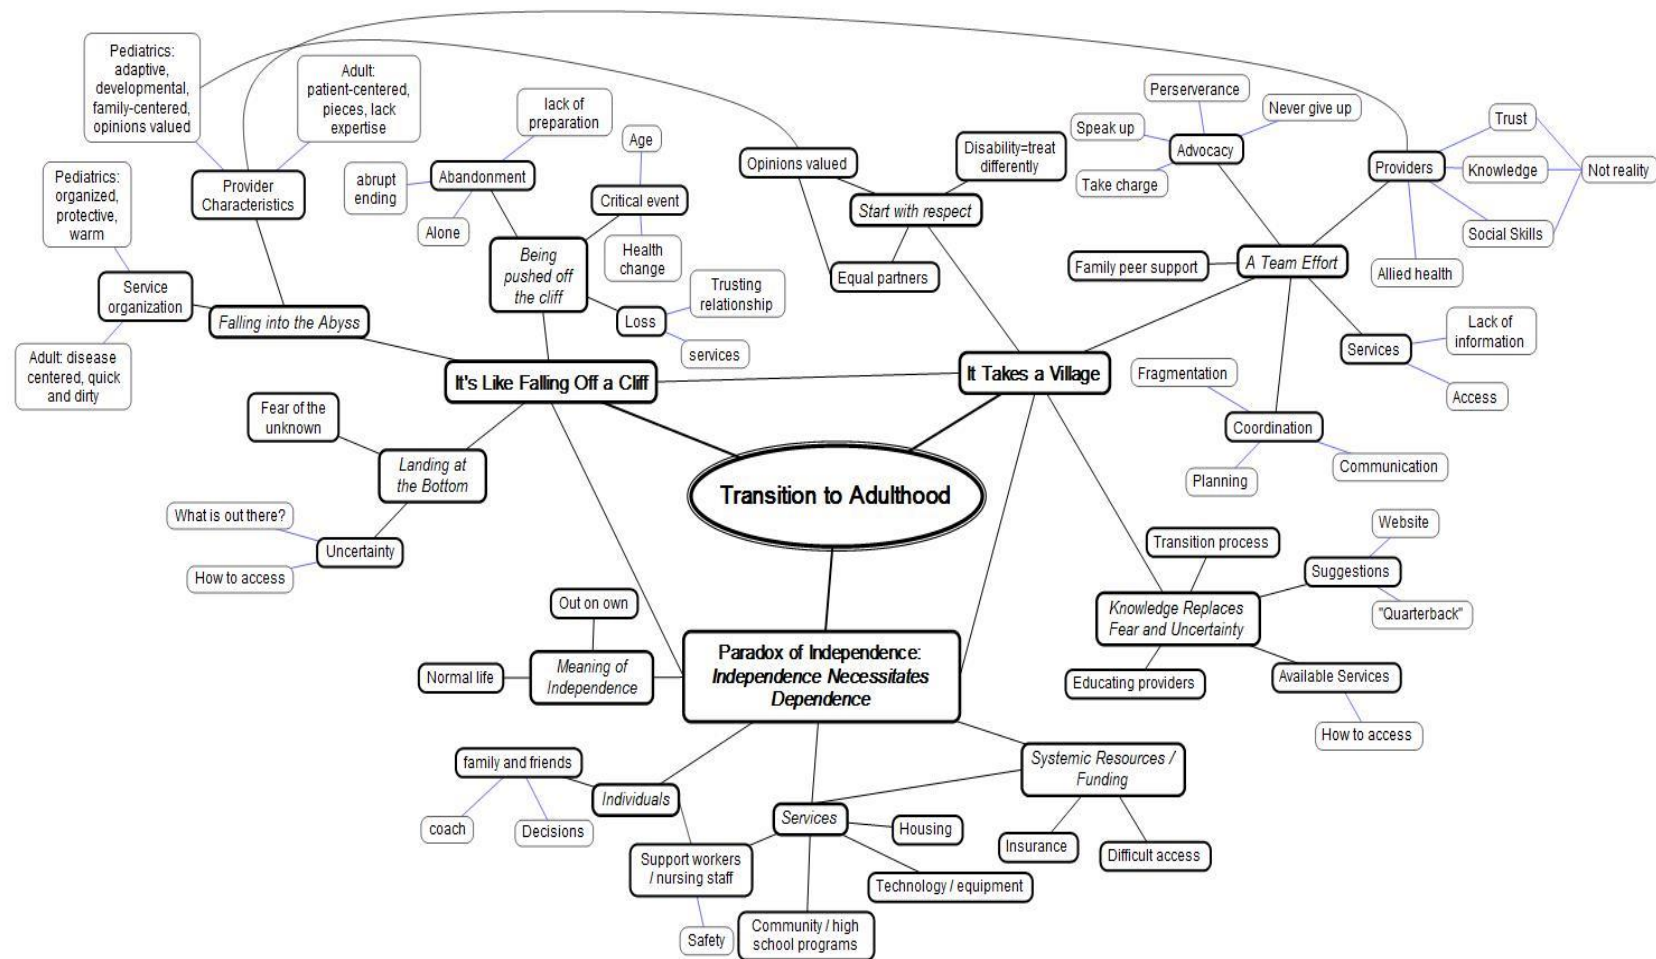 Pediatrics:
adaptive,
developmental,
family-centered,
opinions valued
Adult:
patient-centered,
pieces, lack
expertise
Provider
Characteristics
Pediatrics:
organized,
protective,
warm
Service
organization
Adult: disease
centered, quick
and dirty
Falling into the Abyss
lack of
preparation
Abandonment
abrupt
ending
Alone
Age
Critical event
Health
change
Being
pushed off
the cliff
Loss
Trusting
relationship
services
It's Like Falling Off a Cliff
Fear of the
unknown
Landing at
the Bottom
What is out there?
Uncertainty
How to access
Opinions valued
Disability=treat
differently
Start with respect
Equal partners
It Takes a Village
Perserverance
Never give up
Speak up
Advocacy
Take charge
Providers
Trust
Knowledge
Not reality
Social Skills
Allied health
Family peer support
A Team Effort
Services
Lack of
information
Access
Fragmentation
Coordination
Planning
Communication
Transition to Adulthood
Transition process
Website
Suggestions
"Quarterback"
Knowledge Replaces
Fear and Uncertainty
Educating providers
Available Services
How to access
Out on own
Normal life
Meaning of
Independence
Paradox of Independence:
Independence Necessitates
Dependence
family and friends
Individuals
coach
Decisions
Support workers
/ nursing staff
Safety
Services
Housing
Technology / equipment
Community / high
school programs
Systemic Resources /
Funding
Insurance
Difficult access